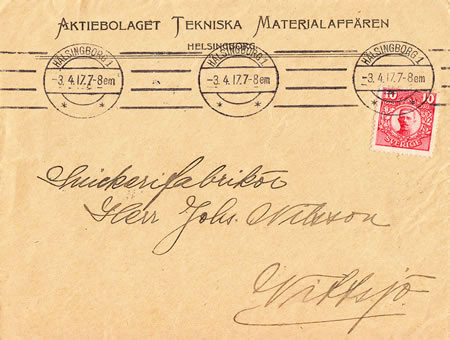 AKTIEBOLAGET TEKNISKA MATERIALAFFÄREN
HELSINGBORG
HÄLSINGBORG 1 HÄLSINGBORG 1 HÄLSINGBORG 1
-3.4.17.7-8em -3.4.17.7-8em -3.4.17.7-8em
10 10
SVERIGE
Snickerifabrikör
Herr Johs. Nilsson
Vittsjö